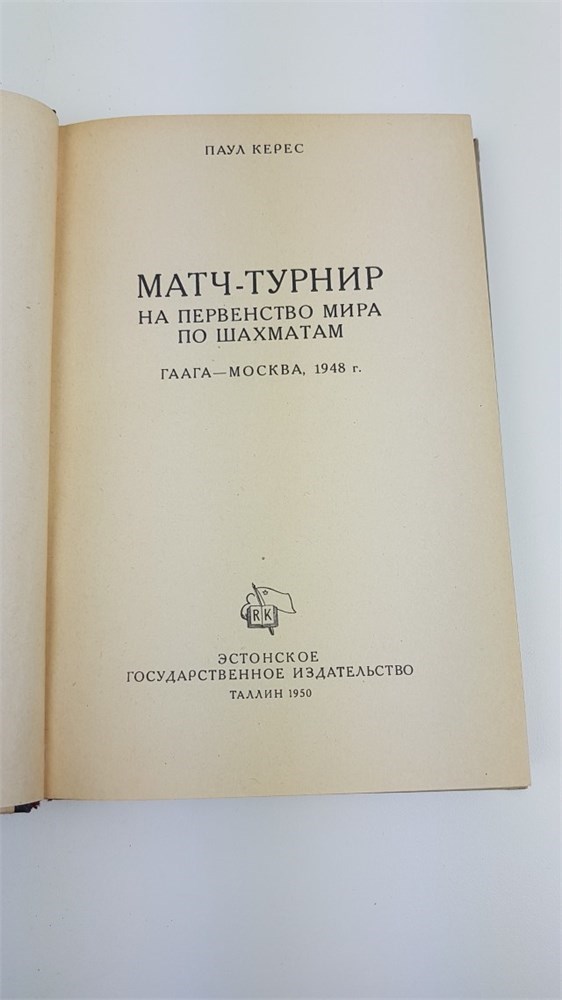 ПАУЛ КЕРЕС
МАТЧ-ТУРНИР
НА ПЕРВЕНСТВО МИРА
ПО ШАХМАТАМ
ГААГА—МОСКВА, 1948 г.
RK
ЭСТОНСКОЕ
ГОСУДАРСТВЕННОЕ ИЗДАТЕЛЬСТВО
ТАЛЛИН 1950